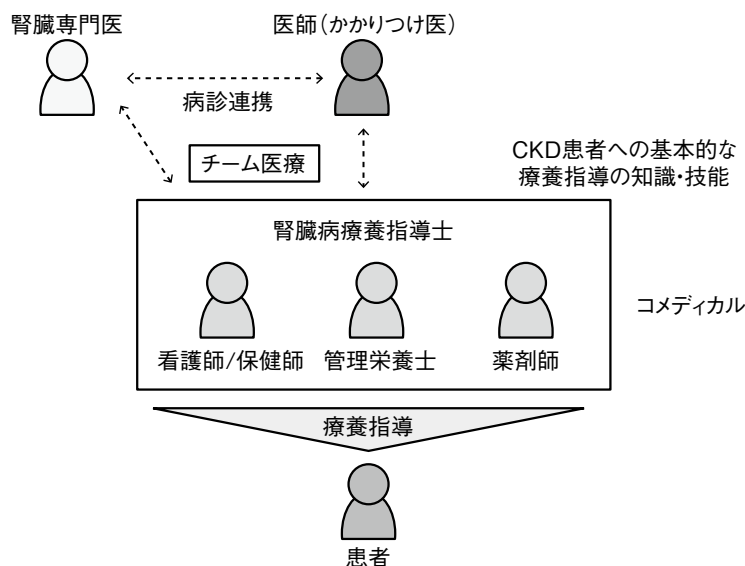 腎臓専門医
医師（かかりつけ医）
病診連携
チーム医療
CKD患者への基本的な
療養指導の知識・技能
腎臓病療養指導士
コメディカル
看護師/保健師
管理栄養士
薬剤師
療養指導
患者